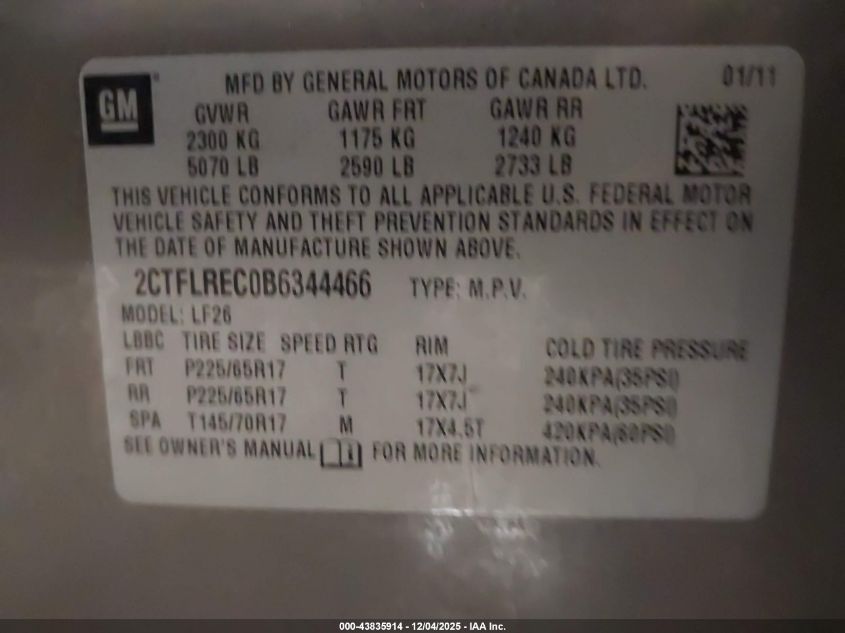 GM
MFD BY GENERAL MOTORS OF CANADA LTD. 01/11
GVWR GAWR FRT GAWR RR
2300 KG 1175 KG 1240 KG
5070 LB 2590 LB 2733 LB
THIS VEHICLE CONFORMS TO ALL APPLICABLE U.S. FEDERAL MOTOR
VEHICLE SAFETY AND THEFT PREVENTION STANDARDS IN EFFECT ON
THE DATE OF MANUFACTURE SHOWN ABOVE.
2CTFLREC0B6344466 TYPE: M.P.V.
MODEL: LF26
LBBC TIRE SIZE SPEED RTG RIM COLD TIRE PRESSURE
FRT P225/65R17 T 17X7J 240KPA(35PSI)
RR P225/65R17 T 17X7J 240KPA(35PSI)
SPA T145/70R17 M 17X4.5T 420KPA(60PSI)
SEE OWNER'S MANUAL FOR MORE INFORMATION.
000-43835914 - 12/04/2025 - IAA Inc.